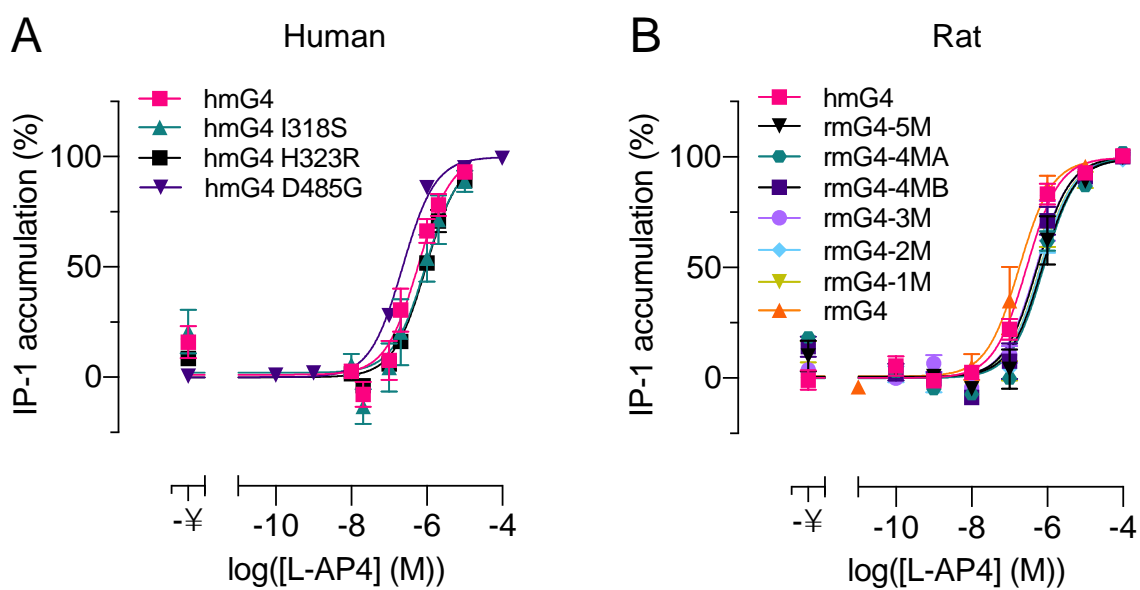 A
Human
hmG4
hmG4 I318S
hmG4 H323R
hmG4 D485G
IP-1 accumulation (%)
100
50
0
-¥
-10
-8
-6
-4
log([L-AP4] (M))
B
Rat
hmG4
rmG4-5M
rmG4-4MA
rmG4-4MB
rmG4-3M
rmG4-2M
rmG4-1M
rmG4
IP-1 accumulation (%)
100
50
0
-¥
-10
-8
-6
-4
log([L-AP4] (M))